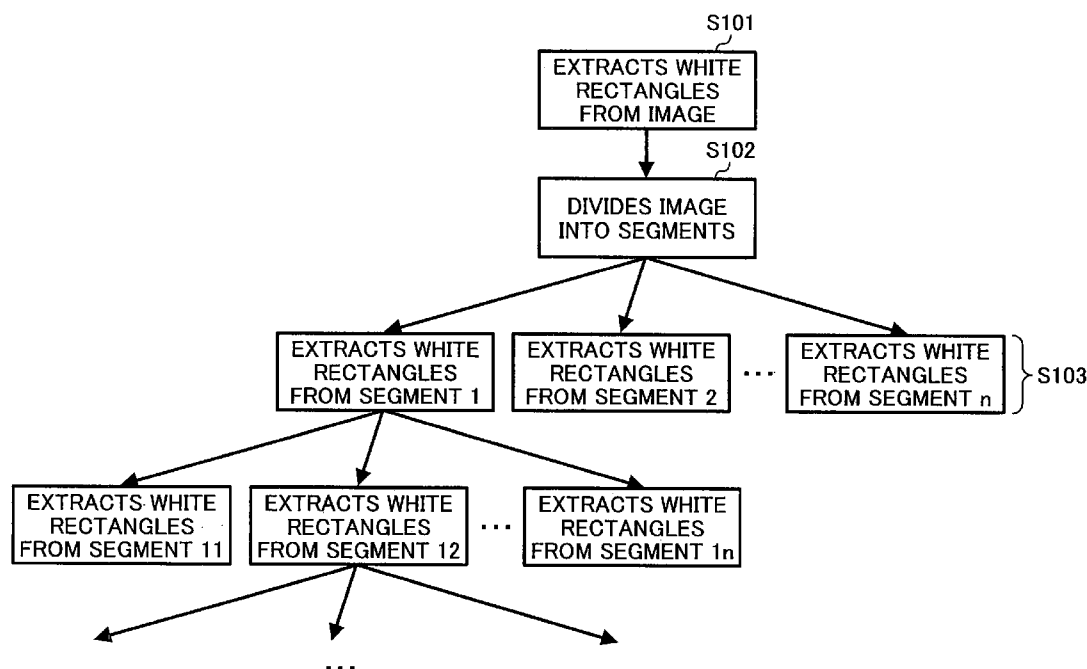 S101
EXTRACTS WHITE
RECTANGLES
FROM IMAGE
S102
DIVIDES IMAGE
INTO SEGMENTS
EXTRACTS WHITE
RECTANGLES
FROM SEGMENT 1
EXTRACTS WHITE
RECTANGLES
FROM SEGMENT 2
...
EXTRACTS WHITE
RECTANGLES
FROM SEGMENT n
S103
EXTRACTS WHITE
RECTANGLES
FROM SEGMENT 11
EXTRACTS WHITE
RECTANGLES
FROM SEGMENT 12
...
EXTRACTS WHITE
RECTANGLES
FROM SEGMENT 1n
...